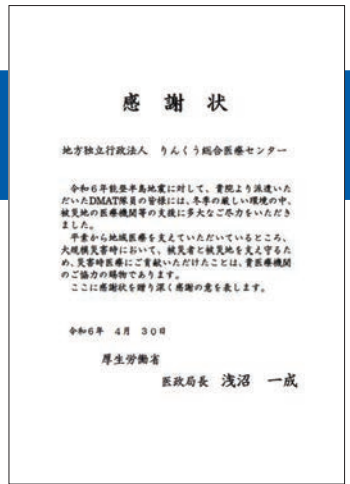 感謝状
地方独立行政法人　りんくう総合医療センター
令和６年能登半島地震に対して、貴院より派遣いた
だいたDMAT隊員の皆様には、冬季の厳しい環境の中、
被災地の医療機関等の支援に多大なご尽力をいただき
ました。
平素から地域医療を支えていただいているところ、
大規模災害時において、被災者と被災地を支え守るた
め、災害時医療にご貢献いただけたことは、貴医療機関
のご協力の賜物であります。
ここに感謝状を贈り深く感謝の意を表します。
令和6年　4月　30日
厚生労働省
医政局長　浅沼　一成